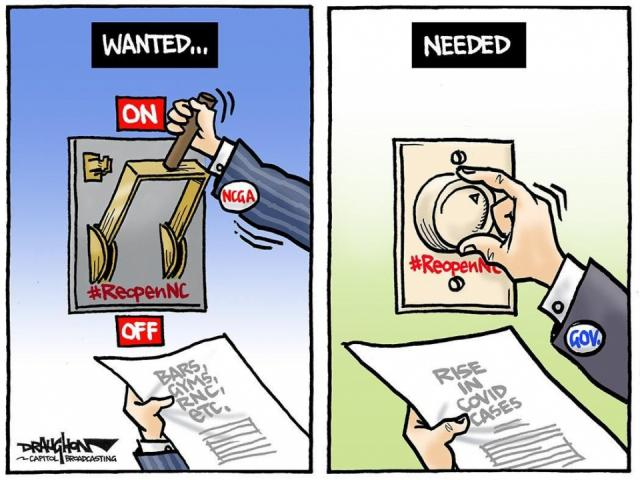 WANTED...
ON
NCGA
#ReopenNC
OFF
BARS,
GYMS,
RNC,
ETC.
DRAUGHON
~CAPITOL BROADCASTING
NEEDED
#ReopenNC
GOV.
RISE
IN
COVID
CASES